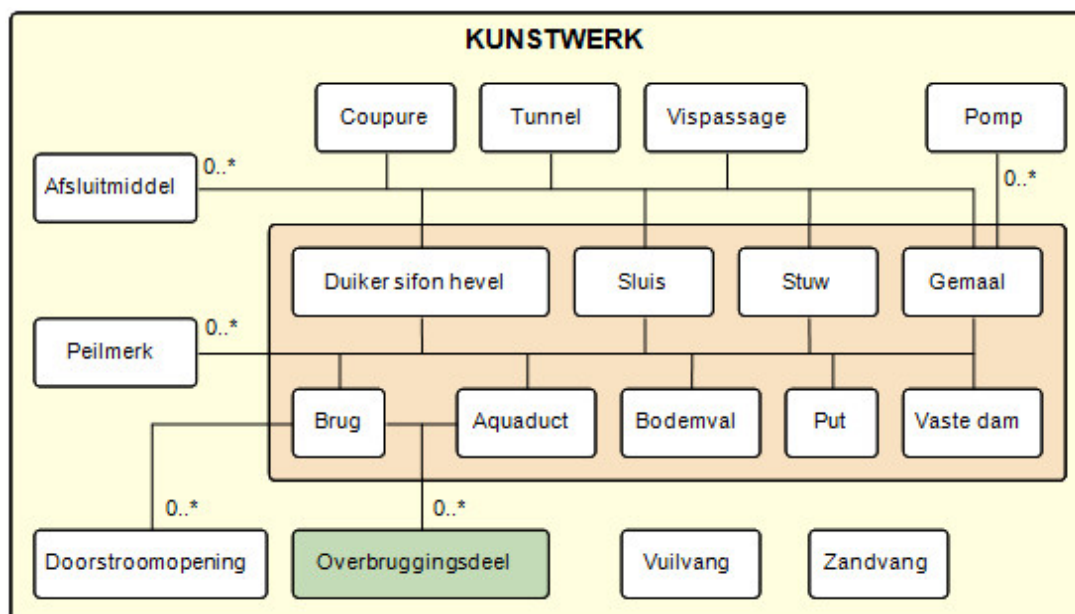 KUNSTWERK
Coupure
Tunnel
Vispassage
Pomp
Afsluitmiddel
0..*
0..*
Duiker sifon hevel
Sluis
Stuw
Gemaal
Peilmerk
0..*
Brug
Aquaduct
Bodemval
Put
Vaste dam
0..*
0..*
Doorstroomopening
Overbruggingsdeel
Vuilvang
Zandvang